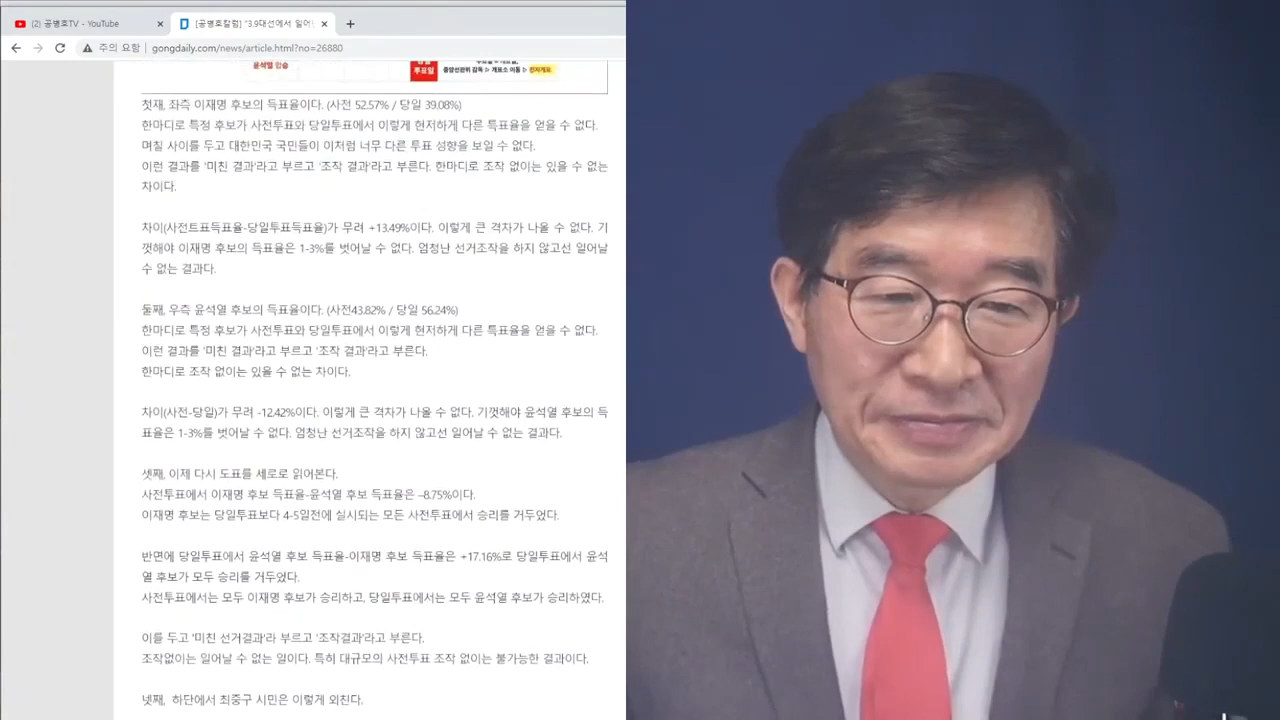 (2) 공병호TV - YouTube
[공병호칼럼] "3.9대선에서 일어
주의 요함 | gongdaily.com/news/article.html?no=26880
윤석열 민승
투표일
중앙선관위 감독 ▷ 개표소 이동 ▷ 전자개표
첫재, 좌측 이재명 후보의 득표율이다. (사전 52.57% / 당일 39.08%)
한마디로 특정 후보가 사전투표와 당일투표에서 이렇게 현저하게 다른 특표율을 얻을 수 없다.
며칠 사이를 두고 대한민국 국민들이 이처럼 너무 다른 투표 성향을 보일 수 없다.
이런 결과를 '미친 결과'라고 부르고 '조작 결과'라고 부른다. 한마디로 조작 없이는 있을 수 없는
차이다.
차이(사전트표득표율-당일투표득표율)가 무려 +13.49%이다. 이렇게 큰 격차가 나올 수 없다. 기
껏해야 이재명 후보의 득표율은 1-3%를 벗어날 수 없다. 엄청난 선거조작을 하지 않고선 일어날
수 없는 결과다.
둘째, 우측 윤석열 후보의 득표율이다. (사전43.82% / 당일 56.24%)
한마디로 특정 후보가 사전투표와 당일투표에서 이렇게 현저하게 다른 특표율을 얻을 수 없다.
이런 결과를 '미친 결과'라고 부르고 '조작 결과'라고 부른다.
한마디로 조작 없이는 있을 수 없는 차이다.
차이(사전-당일)가 무려 -12.42%이다. 이렇게 큰 격차가 나올 수 없다. 기껏해야 윤석열 후보의 득
표율은 1-3%를 벗어날 수 없다. 엄청난 선거조작을 하지 않고선 일어날 수 없는 결과다.
셋째, 이제 다시 도표를 세로로 읽어본다.
사전투표에서 이재명 후보 득표율-윤석열 후보 득표율은 –8.75%이다.
이재명 후보는 당일투표보다 4-5일전에 실시되는 모든 사전투표에서 승리를 거두었다.
반면에 당일투표에서 윤석열 후보 득표율-이재명 후보 득표율은 +17.16%로 당일투표에서 윤석
열 후보가 모두 승리를 거두었다.
사전투표에서는 모두 이재명 후보가 승리하고, 당일투표에서는 모두 윤석열 후보가 승리하였다.
이를 두고 '미친 선거결과'라 부르고 '조작결과'라고 부른다.
조작없이는 일어날 수 없는 일이다. 특히 대규모의 사전투표 조작 없이는 불가능한 결과이다.
넷째, 하단에서 최중구 시민은 이렇게 외친다.